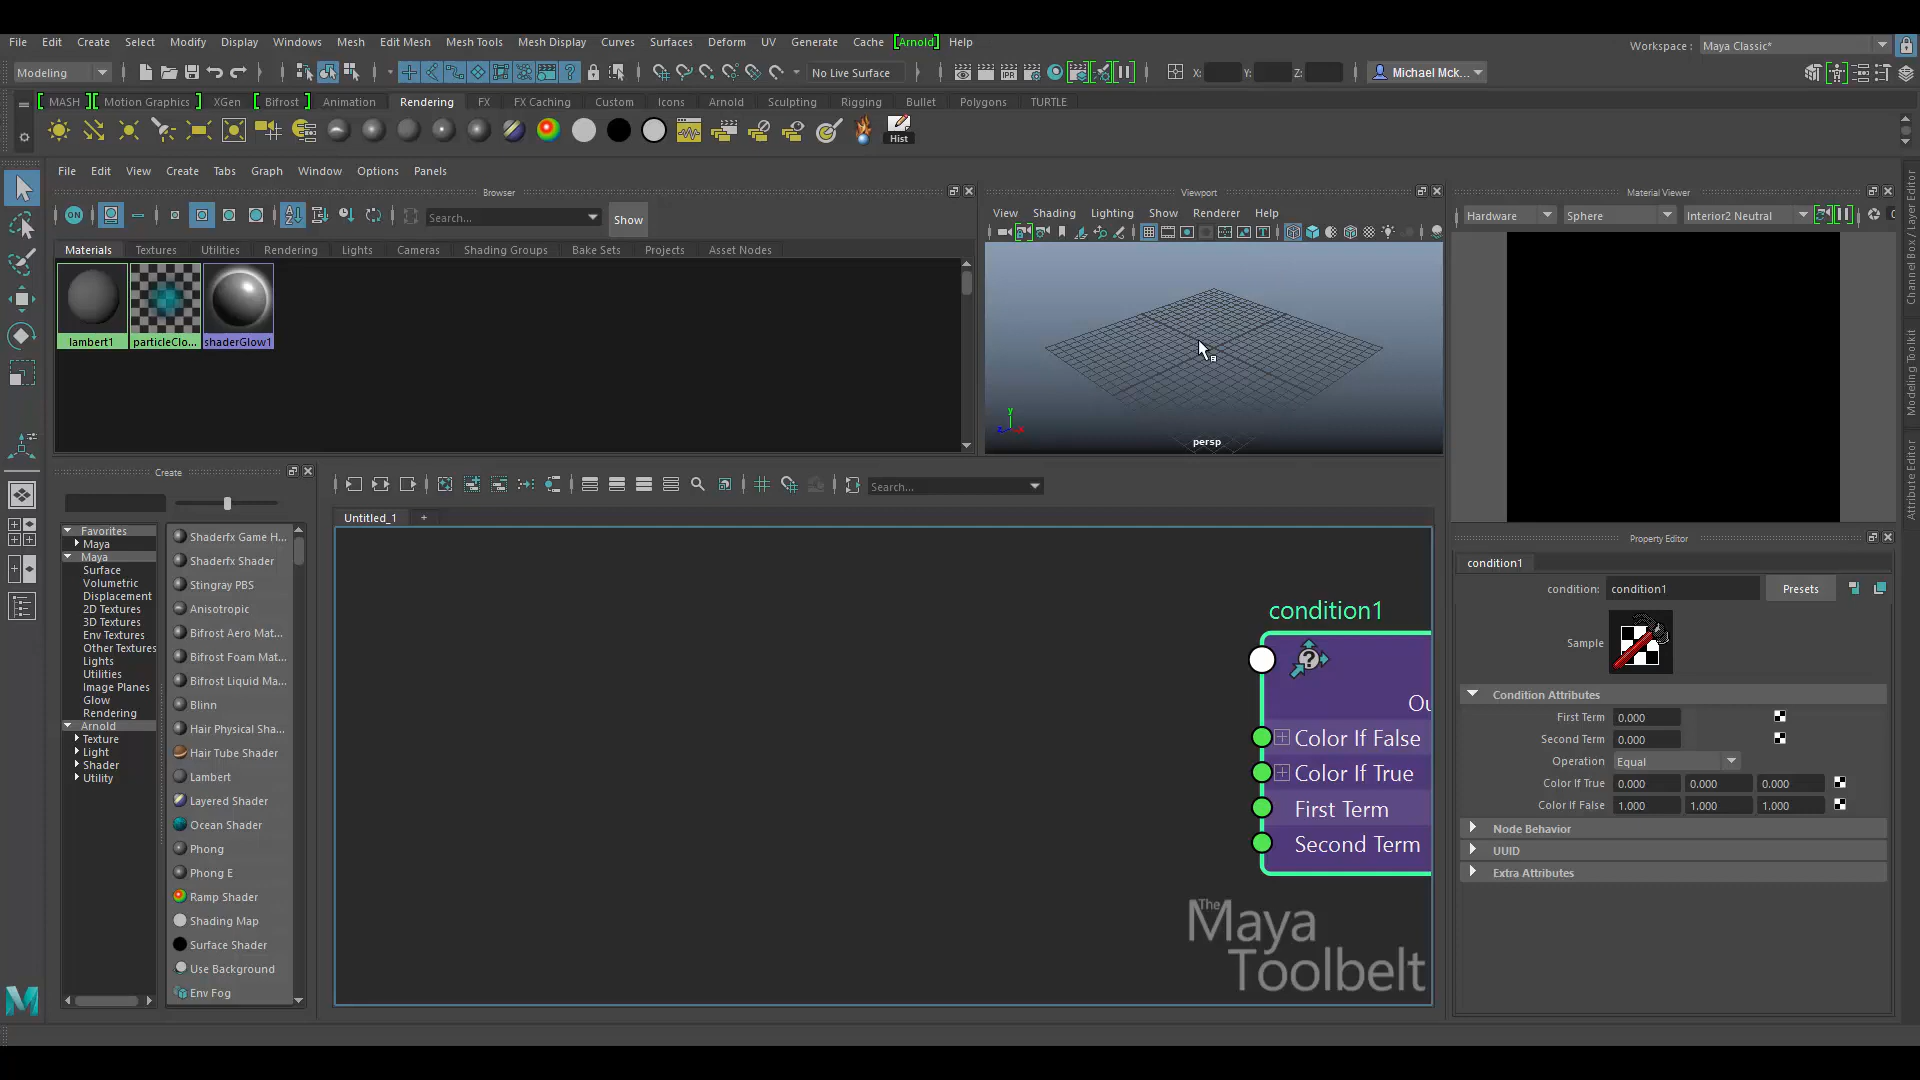 File Edit Create Select Modify Display Windows Mesh Edit Mesh Mesh Tools Mesh Display Curves Surfaces Deform UV Generate Cache [Arnold] Help
Workspace : Maya Classic*
Modeling No Live Surface X: Y: Z: Michael Mck...
MASH Motion Graphics XGen Bifrost Animation Rendering FX FX Caching Custom Icons Arnold Sculpting Rigging Bullet Polygons TURTLE
IPR
Hist
File Edit View Create Tabs Graph Window Options Panels
Browser
ON Search... Show
Materials Textures Utilities Rendering Lights Cameras Shading Groups Bake Sets Projects Asset Nodes
lambert1 particleClo... shaderGlow1
Viewport
View Shading Lighting Show Renderer Help
y
z x
persp
Material Viewer
Hardware Sphere Interior2 Neutral
Channel Box / Layer Editor
Modeling Toolkit
Attribute Editor
Create
Favorites
Maya
Maya
Surface
Volumetric
Displacement
2D Textures
3D Textures
Env Textures
Other Textures
Lights
Utilities
Image Planes
Glow
Rendering
Arnold
Texture
Light
Shader
Utility
Shaderfx Game H...
Shaderfx Shader
Stingray PBS
Anisotropic
Bifrost Aero Mat...
Bifrost Foam Mat...
Bifrost Liquid Ma...
Blinn
Hair Physical Sha...
Hair Tube Shader
Lambert
Layered Shader
Ocean Shader
Phong
Phong E
Ramp Shader
Shading Map
Surface Shader
Use Background
Env Fog
Search...
Untitled_1 +
condition1
?
Color If False
Color If True
First Term
Second Term
The
Maya
Toolbelt
Property Editor
condition1
condition: condition1 Presets
Sample
Condition Attributes
First Term 0.000
Second Term 0.000
Operation Equal
Color If True 0.000 0.000 0.000
Color If False 1.000 1.000 1.000
Node Behavior
UUID
Extra Attributes